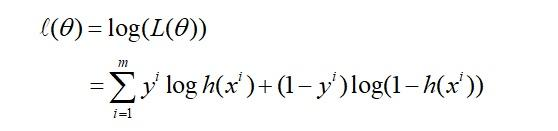 ℓ(θ) = log(L(θ))
= ∑_{i=1}^{m} y^i log h(x^i) + (1 − y^i) log(1 − h(x^i))